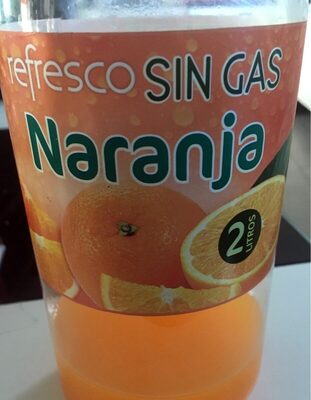 refresco SIN GAS
Naranja
2
LITROS